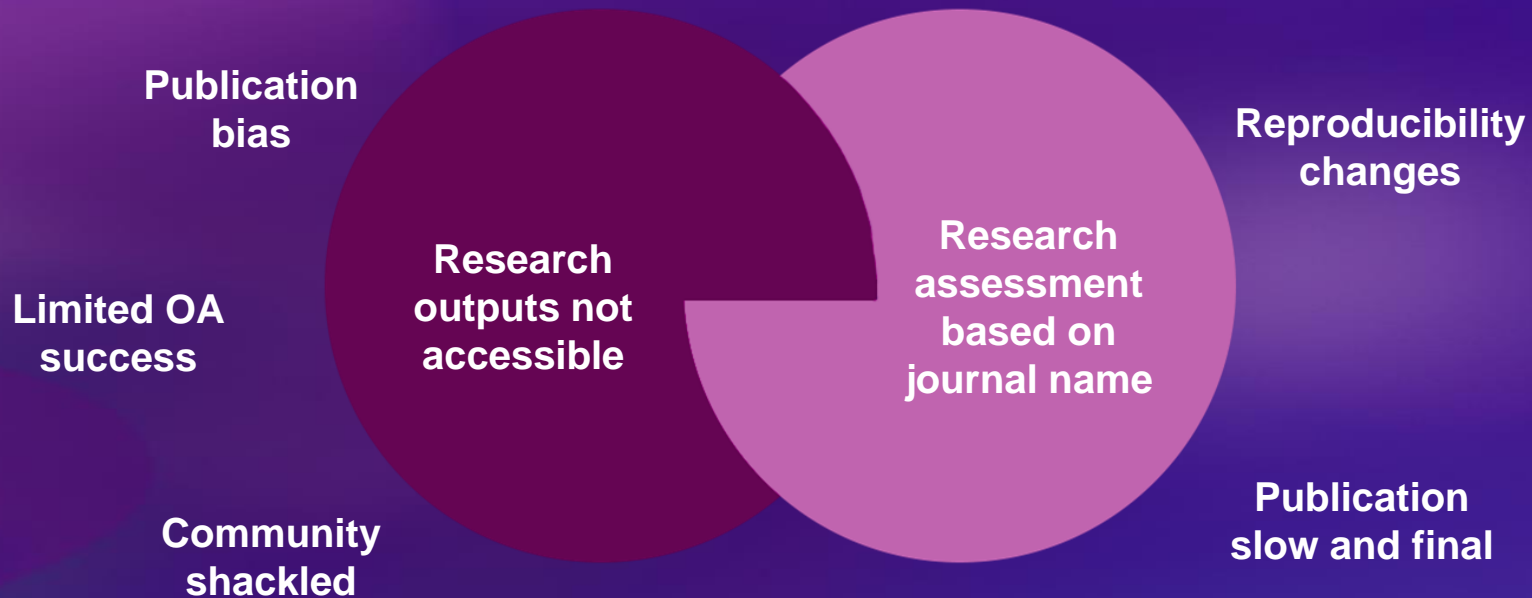 Publication
bias
Limited OA
success
Community
shackled
Research
outputs not
accessible
Research
assessment
based on
journal name
Reproducibility
changes
Publication
slow and final